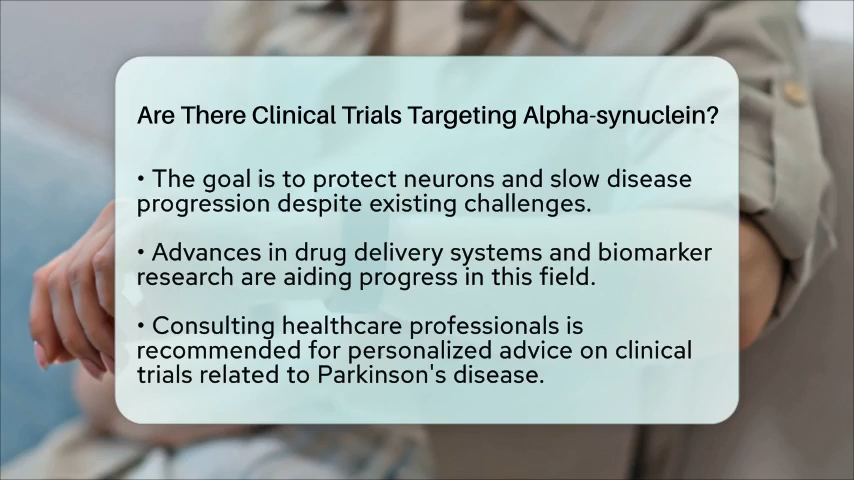 Are There Clinical Trials Targeting Alpha-synuclein?
• The goal is to protect neurons and slow disease
progression despite existing challenges.
• Advances in drug delivery systems and biomarker
research are aiding progress in this field.
• Consulting healthcare professionals is
recommended for personalized advice on clinical
trials related to Parkinson's disease.